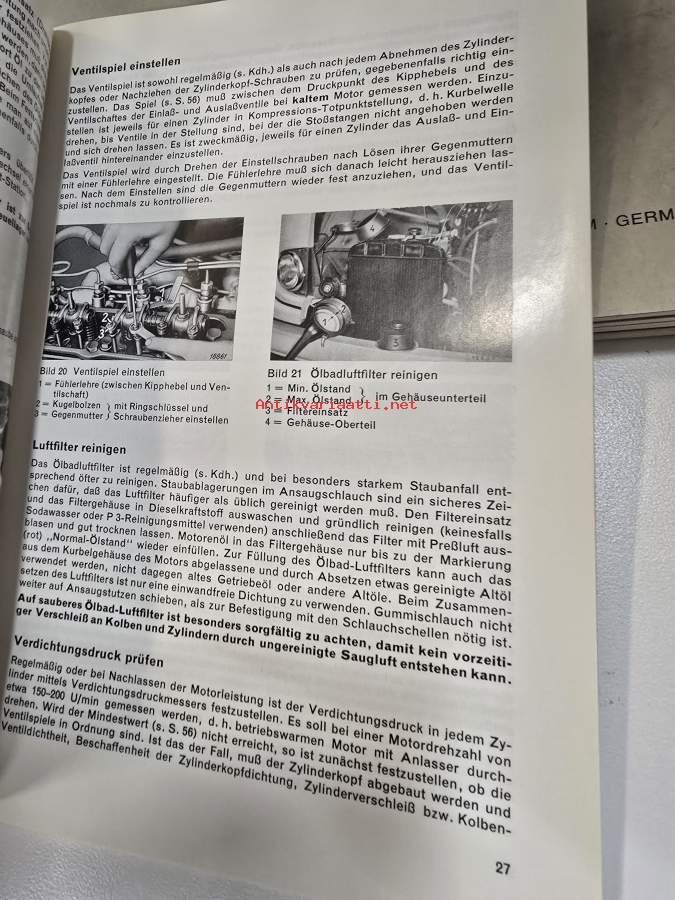 Ventilspiel einstellen
Das Ventilspiel ist sowohl regelmäßig (s. Kdh.) als auch nach jedem Abnehmen des Zylinder-
kopfes oder Nachziehen der Zylinderkopf-Schrauben zu prüfen, gegebenenfalls richtig ein-
zustellen. Das Spiel (s. S. 56) muß zwischen dem Druckpunkt des Kipphebels und des
Ventilschaftes der Einlaß- und Auslaßventile bei kaltem Motor gemessen werden. Einzu-
stellen ist jeweils für einen Zylinder in Kompressions-Totpunktstellung, d. h. Kurbelwelle
drehen, bis Ventile in der Stellung sind, bei der die Stoßstangen nicht angehoben werden
und sich drehen lassen. Es ist zweckmäßig, jeweils für einen Zylinder das Auslaß- und Ein-
laßventil hintereinander einzustellen.
Das Ventilspiel wird durch Drehen der Einstellschrauben nach Lösen ihrer Gegenmuttern
mit einer Fühlerlehre eingestellt. Die Fühlerlehre muß sich danach leicht herausziehen las-
sen. Nach dem Einstellen sind die Gegenmuttern wieder fest anzuziehen, und das Ventil-
spiel ist nochmals zu kontrollieren.
2
3
1
18861
4
3
Bild 20 Ventilspiel einstellen
1 = Fühlerlehre (zwischen Kipphebel und Ven-
tilschaft)
2 = Kugelbolzen } mit Ringschlüssel und
3 = Gegenmutter } Schraubenzieher einstellen
Bild 21 Ölbadluftfilter reinigen
1 = Min. Ölstand } im Gehäuseunterteil
2 = Max. Ölstand
3 = Filtereinsatz
4 = Gehäuse-Oberteil
Antikvariaatti.net
Luftfilter reinigen
Das Ölbadluftfilter ist regelmäßig (s. Kdh.) und bei besonders starkem Staubanfall ent-
sprechend öfter zu reinigen. Staubablagerungen im Ansaugschlauch sind ein sicheres Zei-
chen dafür, daß das Luftfilter häufiger als üblich gereinigt werden muß. Den Filtereinsatz
und das Filtergehäuse in Dieselkraftstoff auswaschen und gründlich reinigen (keinesfalls
Sodawasser oder P 3-Reinigungsmittel verwenden) anschließend das Filter mit Preßluft aus-
blasen und gut trocknen lassen. Motorenöl in das Filtergehäuse nur bis zu der Markierung
(rot) „Normal-Ölstand" wieder einfüllen. Zur Füllung des Ölbad-Luftfilters kann auch das
aus dem Kurbelgehäuse des Motors abgelassene und durch Absetzen etwas gereinigte Altöl
verwendet werden, nicht dagegen altes Getriebeöl oder andere Altöle. Beim Zusammen-
setzen des Luftfilters ist nur eine einwandfreie Dichtung zu verwenden. Gummischlauch nicht
weiter auf Ansaugstutzen schieben, als zur Befestigung mit den Schlauchschellen nötig ist.
Auf sauberes Ölbad-Luftfilter ist besonders sorgfältig zu achten, damit kein vorzeiti-
ger Verschleiß an Kolben und Zylindern durch ungereinigte Saugluft entstehen kann.
Verdichtungsdruck prüfen
Regelmäßig oder bei Nachlassen der Motorleistung ist der Verdichtungsdruck in jedem Zy-
linder mittels Verdichtungsdruckmessers festzustellen. Es soll bei einer Motordrehzahl von
etwa 150–200 U/min gemessen werden, d. h. betriebswarmen Motor mit Anlasser durch-
drehen. Wird der Mindestwert (s. S. 56) nicht erreicht, so ist zunächst festzustellen, ob die
Ventilspiele in Ordnung sind. Ist das der Fall, muß der Zylinderkopf abgebaut werden und
Ventildichtheit, Beschaffenheit der Zylinderkopfdichtung, Zylinderverschleiß bzw. Kolben-
27
M · GERM